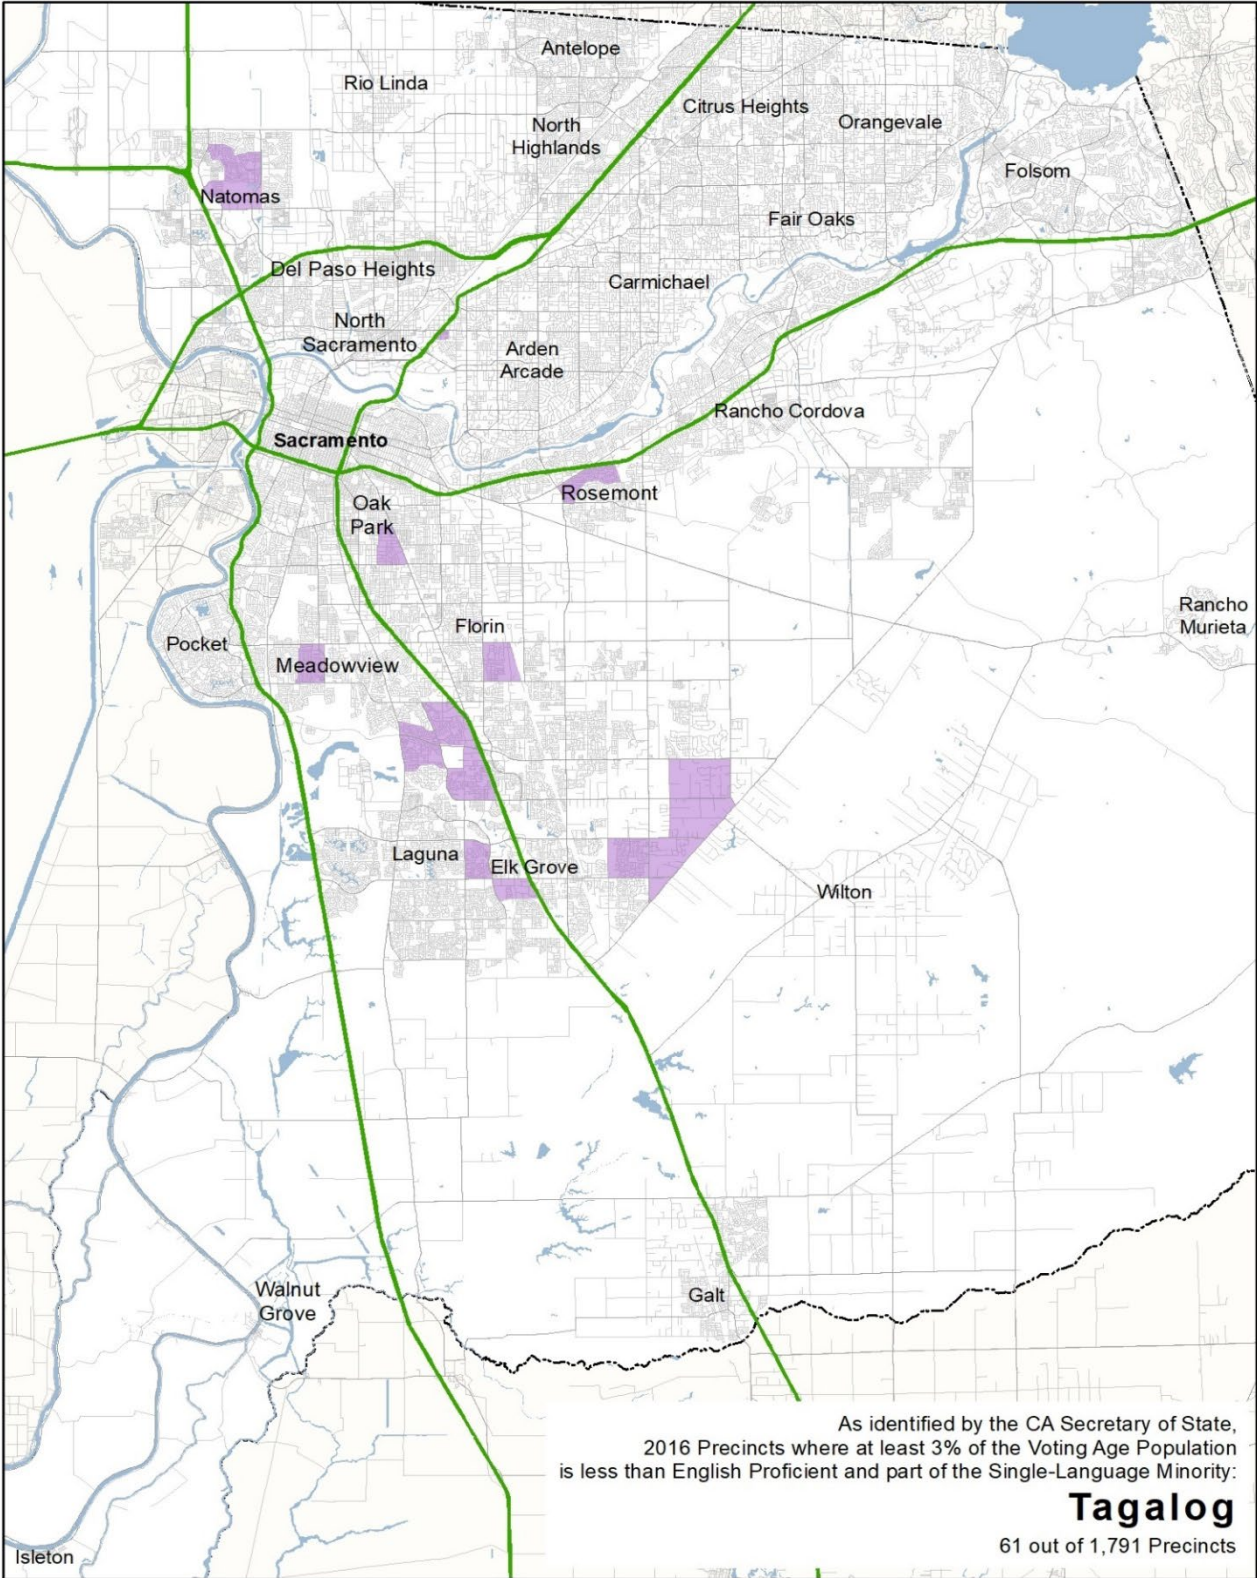 Antelope
Rio Linda
Citrus Heights
Orangevale
North
Highlands
Folsom
Natomas
Fair Oaks
Del Paso Heights
Carmichael
North
Sacramento
Arden
Arcade
Rancho Cordova
Sacramento
Rosemont
Oak
Park
Rancho
Murieta
Florin
Pocket
Meadowview
Laguna
Elk Grove
Wilton
Walnut
Grove
Galt
As identified by the CA Secretary of State,
2016 Precincts where at least 3% of the Voting Age Population
is less than English Proficient and part of the Single-Language Minority:
Tagalog
61 out of 1,791 Precincts
Isleton